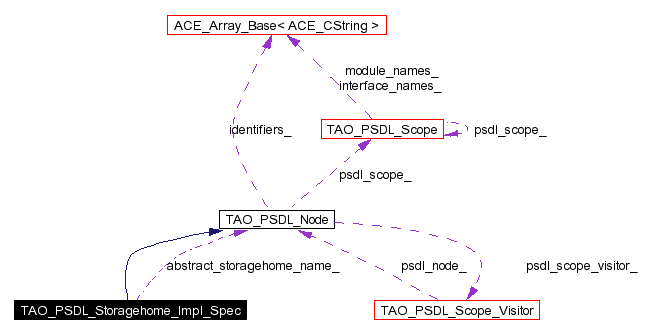 ACE_Array_Base< ACE_CString >
module_names_
interface_names_
identifiers_
TAO_PSDL_Scope
psdl_scope_
psdl_scope_
TAO_PSDL_Node
abstract_storagehome_name_
psdl_node_
psdl_scope_visitor_
TAO_PSDL_Storagehome_Impl_Spec
TAO_PSDL_Scope_Visitor